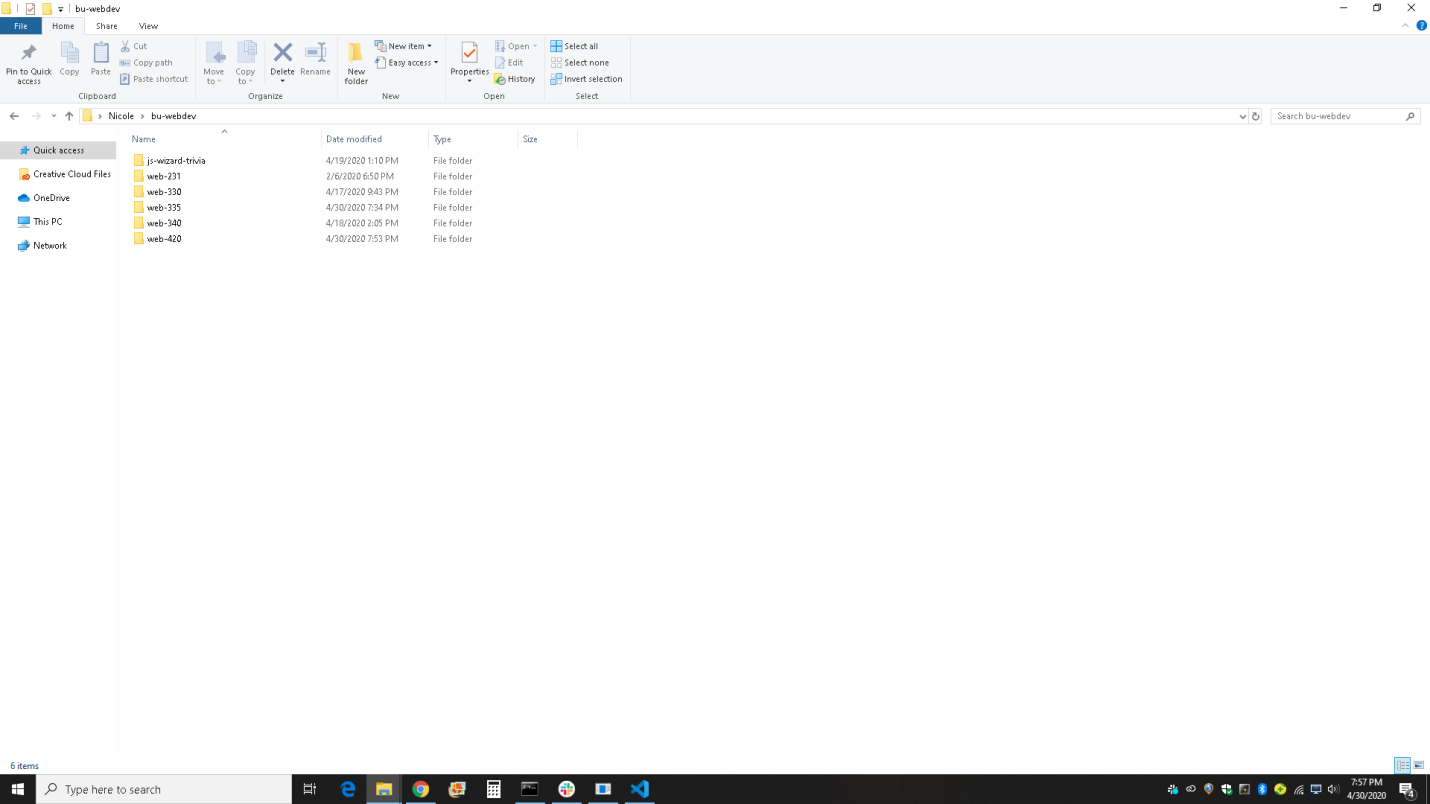 bu-webdev
File Home Share View
Pin to Quick access
Copy
Paste
Cut
Copy path
Paste shortcut
Clipboard
Move to
Copy to
Delete
Rename
Organize
New folder
New item
Easy access
New
Properties
Open
Edit
History
Open
Select all
Select none
Invert selection
Select
Nicole bu-webdev
Search bu-webdev
Name Date modified Type Size
Quick access
Creative Cloud Files
OneDrive
This PC
Network
js-wizard-trivia 4/19/2020 1:10 PM File folder
web-231 2/6/2020 6:50 PM File folder
web-330 4/17/2020 9:43 PM File folder
web-335 4/30/2020 7:34 PM File folder
web-340 4/18/2020 2:05 PM File folder
web-420 4/30/2020 7:53 PM File folder
6 items
Type here to search
7:57 PM
4/30/2020
4